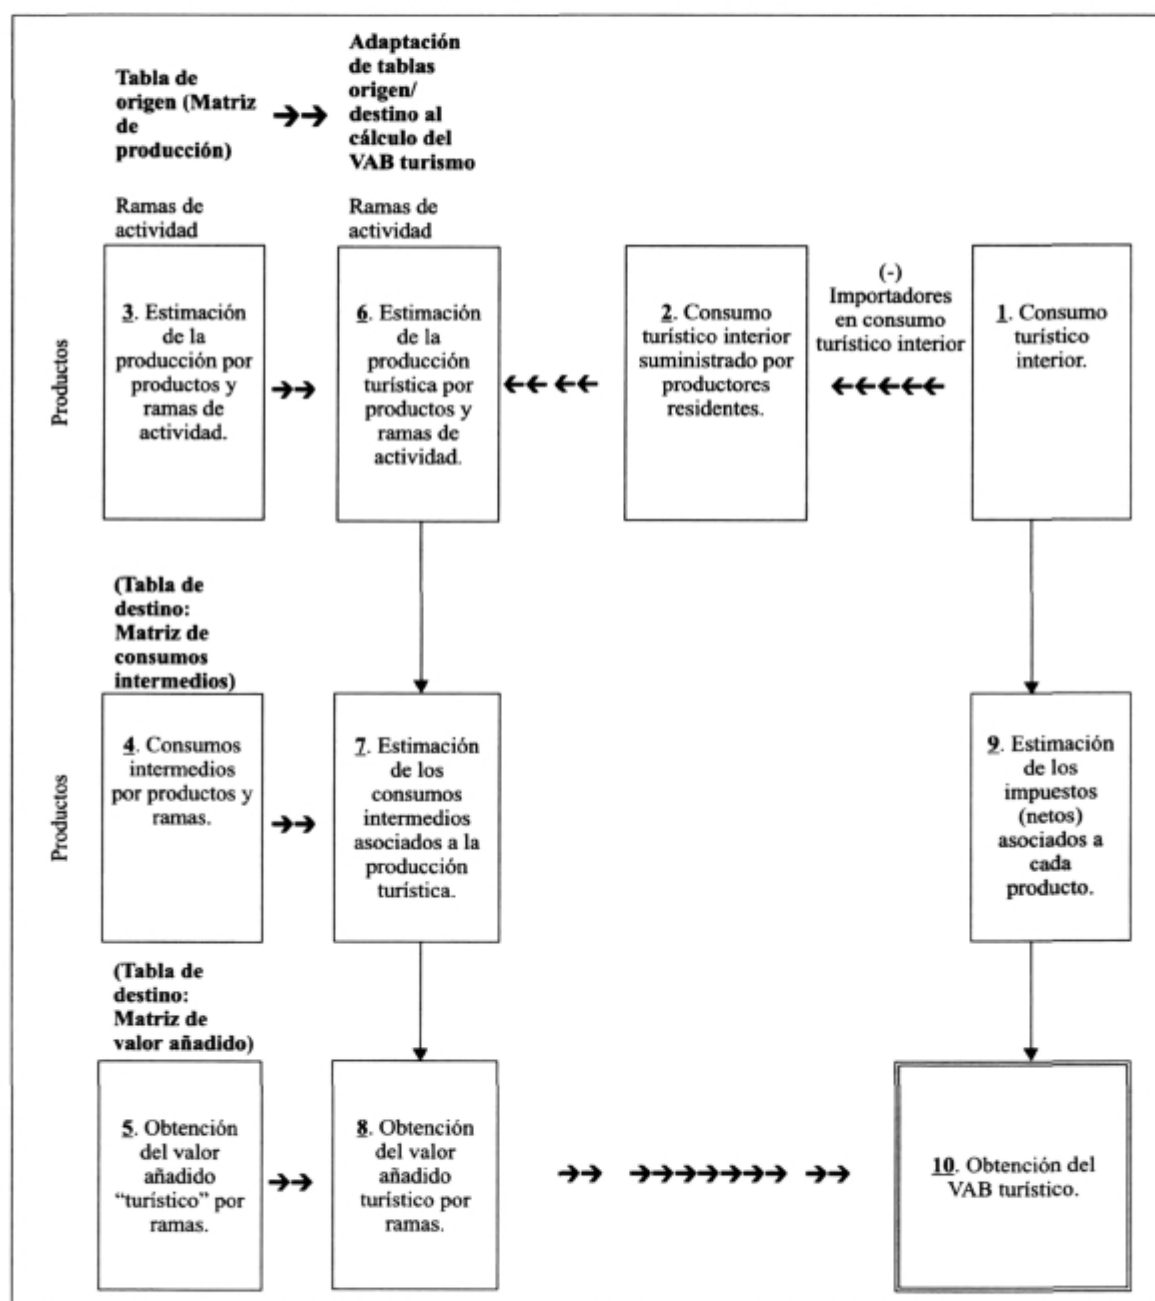 Tabla de
origen (Matriz
de
producción)
Adaptación
de tablas
origen/
destino al
cálculo del
VAB turismo
Ramas de
actividad
Ramas de
actividad
Productos
3. Estimación
de la
producción por
productos y
ramas de
actividad.
6. Estimación
de la
producción
turística por
productos y
ramas de
actividad.
2. Consumo
turístico interior
suministrado por
productores
residentes.
(-)
Importadores
en consumo
turístico interior
1. Consumo
turístico
interior.
(Tabla de
destino:
Matriz de
consumos
intermedios)
Productos
4. Consumos
intermedios
por productos y
ramas.
7. Estimación
de los
consumos
intermedios
asociados a la
producción
turística.
9. Estimación
de los
impuestos
(netos)
asociados a
cada
producto.
(Tabla de
destino:
Matriz de
valor añadido)
5. Obtención
del valor
añadido
“turístico” por
ramas.
8. Obtención
del valor
añadido
turístico por
ramas.
10. Obtención del
VAB turístico.